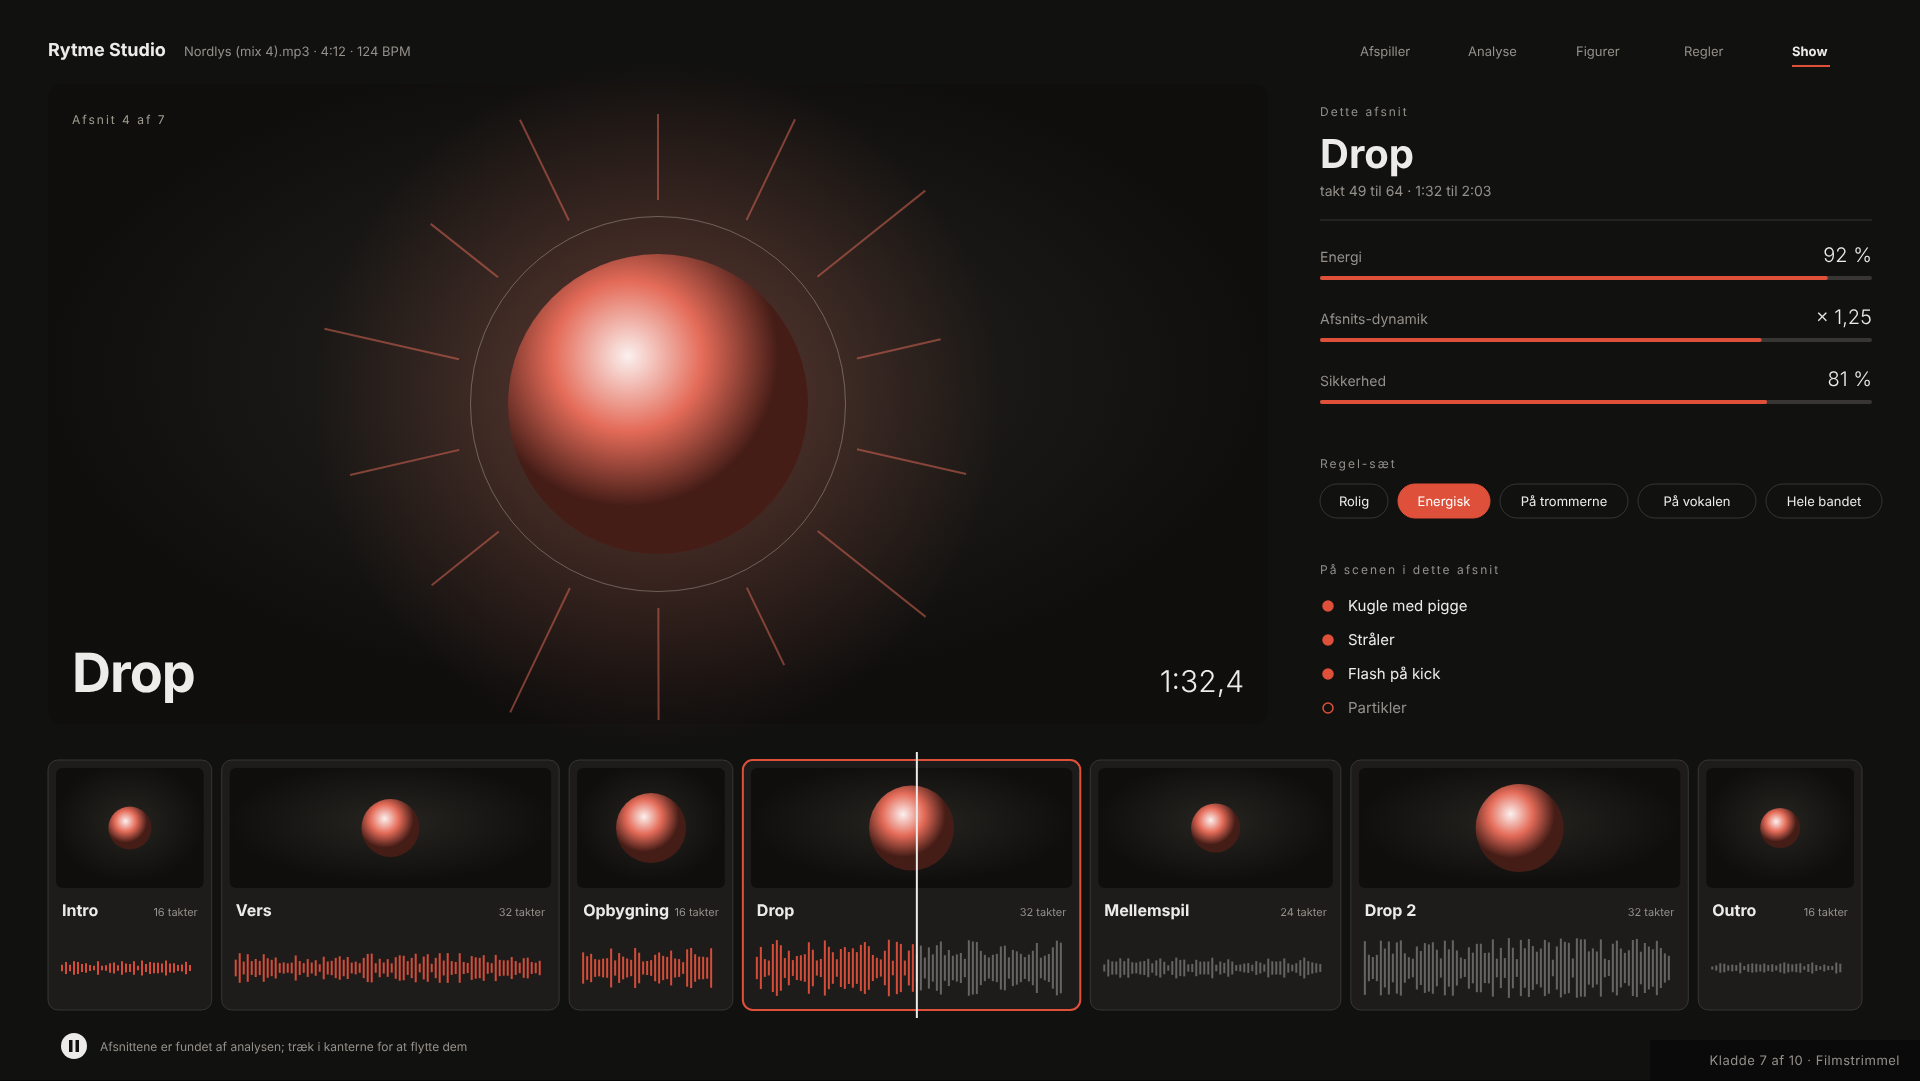 Rytme Studio
Nordlys (mix 4).mp3 · 4:12 · 124 BPM
Afspiller
Analyse
Figurer
Regler
Show
Afsnit 4 af 7
Drop
1:32,4
Dette afsnit
Drop
takt 49 til 64 · 1:32 til 2:03
Energi
92 %
Afsnits-dynamik
× 1,25
Sikkerhed
81 %
Regel-sæt
Rolig
Energisk
På trommerne
På vokalen
Hele bandet
På scenen i dette afsnit
Kugle med pigge
Stråler
Flash på kick
Partikler
Intro
16 takter
Vers
32 takter
Opbygning
16 takter
Drop
32 takter
Mellemspil
24 takter
Drop 2
32 takter
Outro
16 takter
Afsnittene er fundet af analysen; træk i kanterne for at flytte dem
Kladde 7 af 10 · Filmstrimmel